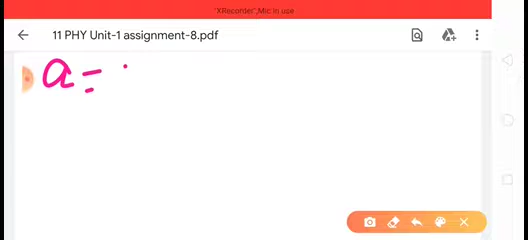 "XRecorder",Mic in use
11 PHY Unit-1 assignment-8.pdf
a =